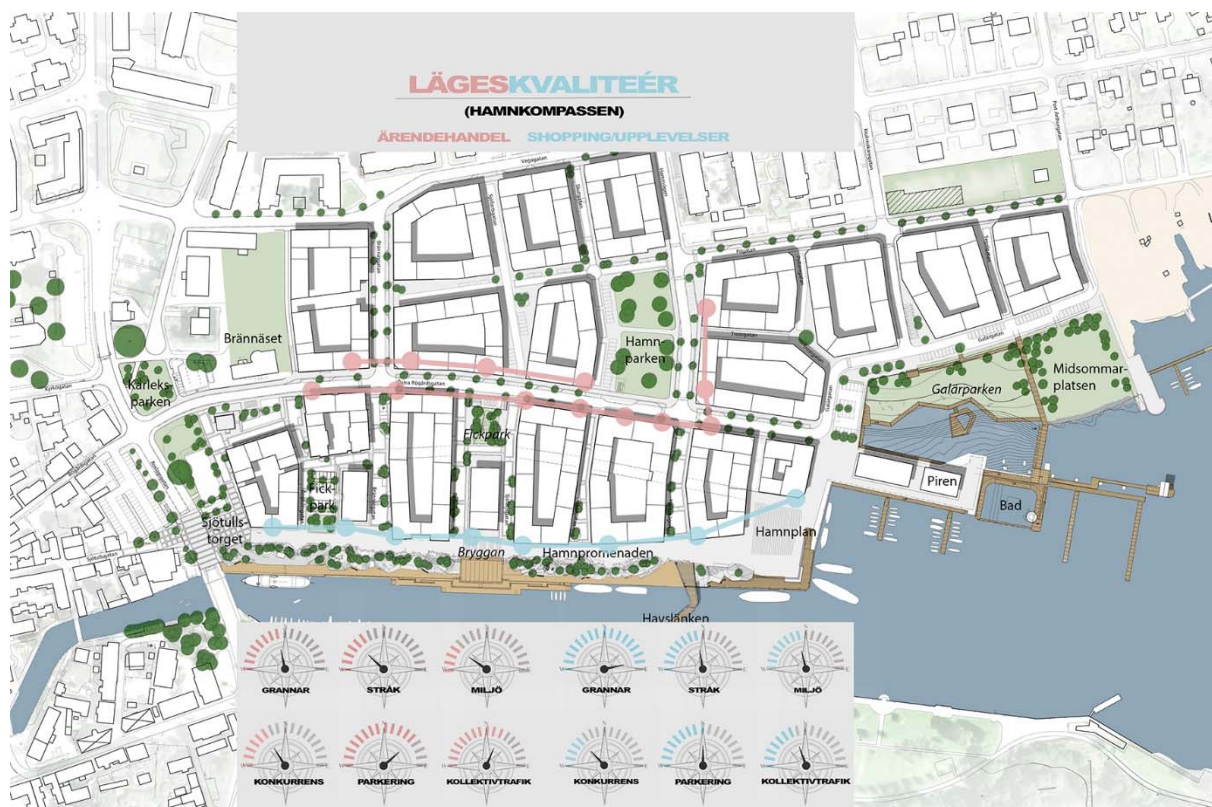 LÄGESKVALITEÉR
(HAMNKOMPASSEN)
ÄRENDEHANDEL SHOPPING/UPPLEVELSER
Vegagatan
Brännäset
Hamn-
parken
Kärleks-
parken
Fickpark
Fick-
park
Galärparken
Midsommar-
platsen
Piren
Bad
Sjötulls-
torget
Bryggan
Hamnpromenaden
Hamnplan
Havslänken
GRANNAR
STRÅK
MILJÖ
GRANNAR
STRÅK
MILJÖ
KONKURRENS
PARKERING
KOLLEKTIVTRAFIK
KONKURRENS
PARKERING
KOLLEKTIVTRAFIK